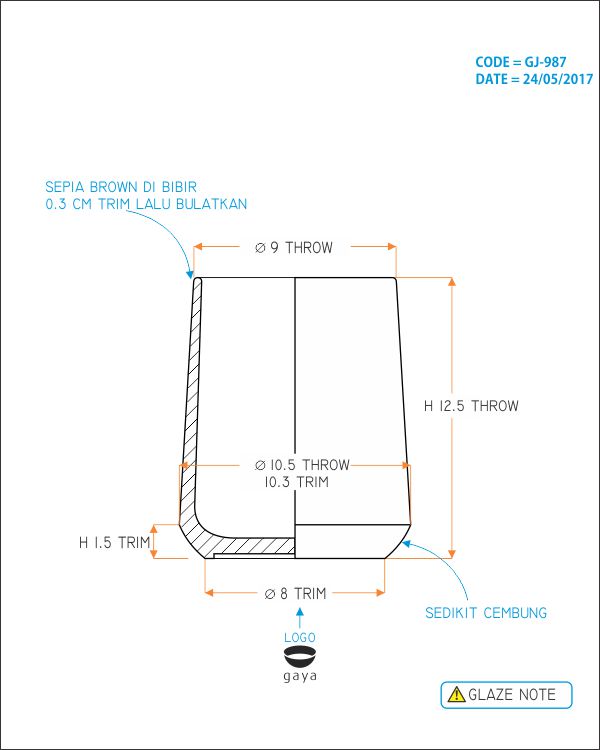 CODE = GJ-987
DATE = 24/05/2017
SEPIA BROWN DI BIBIR
0.3 CM TRIM LALU BULATKAN
⌀ 9 THROW
H 12.5 THROW
⌀ 10.5 THROW
10.3 TRIM
H 1.5 TRIM
⌀ 8 TRIM
SEDIKIT CEMBUNG
LOGO
gaya
GLAZE NOTE